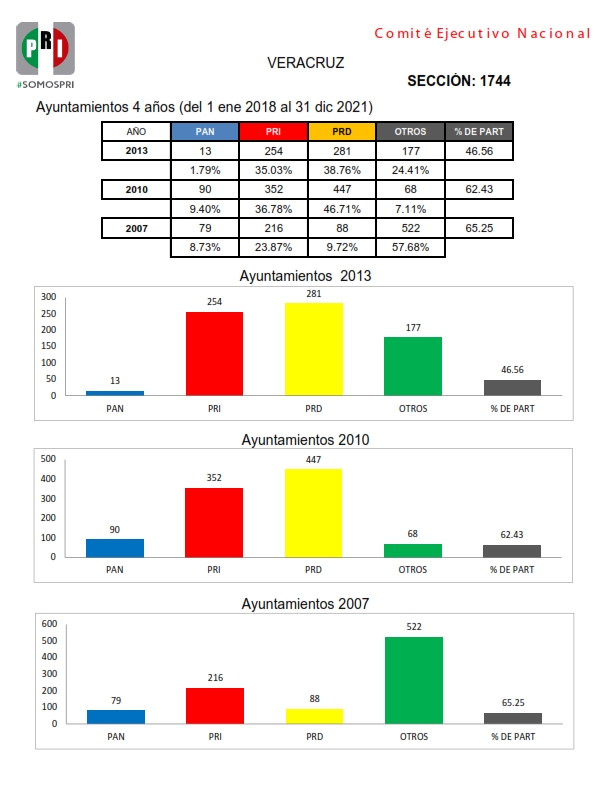 Comité Ejecutivo Nacional
PRI
#SOMOSPRI
VERACRUZ
SECCIÓN: 1744
Ayuntamientos 4 años (del 1 ene 2018 al 31 dic 2021)
AÑO PAN PRI PRD OTROS % DE PART
2013 13 254 281 177 46.56
1.79% 35.03% 38.76% 24.41%
2010 90 352 447 68 62.43
9.40% 36.78% 46.71% 7.11%
2007 79 216 88 522 65.25
8.73% 23.87% 9.72% 57.68%
Ayuntamientos 2013
300
250
200
150
100
50
0
13 254 281 177 46.56
PAN PRI PRD OTROS % DE PART
Ayuntamientos 2010
500
400
300
200
100
0
90 352 447 68 62.43
PAN PRI PRD OTROS % DE PART
Ayuntamientos 2007
600
500
400
300
200
100
0
79 216 88 522 65.25
PAN PRI PRD OTROS % DE PART